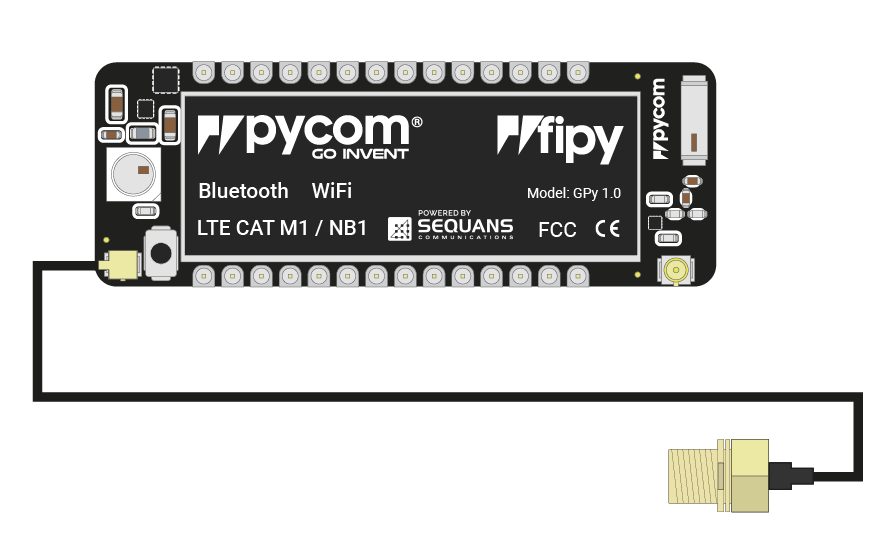 pycom®
GO INVENT
fipy
pycom
Bluetooth WiFi
Model: GPy 1.0
LTE CAT M1 / NB1
POWERED BY
SEQUANS
COMMUNICATIONS
FCC CE